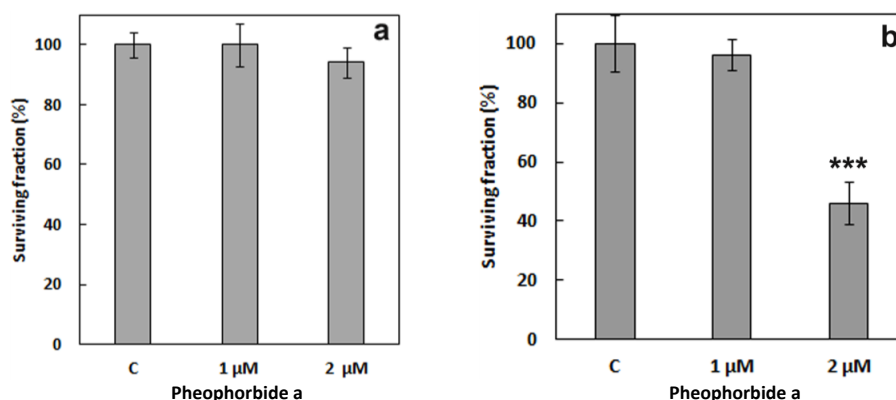 a
Surviving fraction (%)
100
80
60
40
20
0
C 1 μM 2 μM
Pheophorbide a
b
Surviving fraction (%)
100
80
60
40
20
0
***
C 1 μM 2 μM
Pheophorbide a